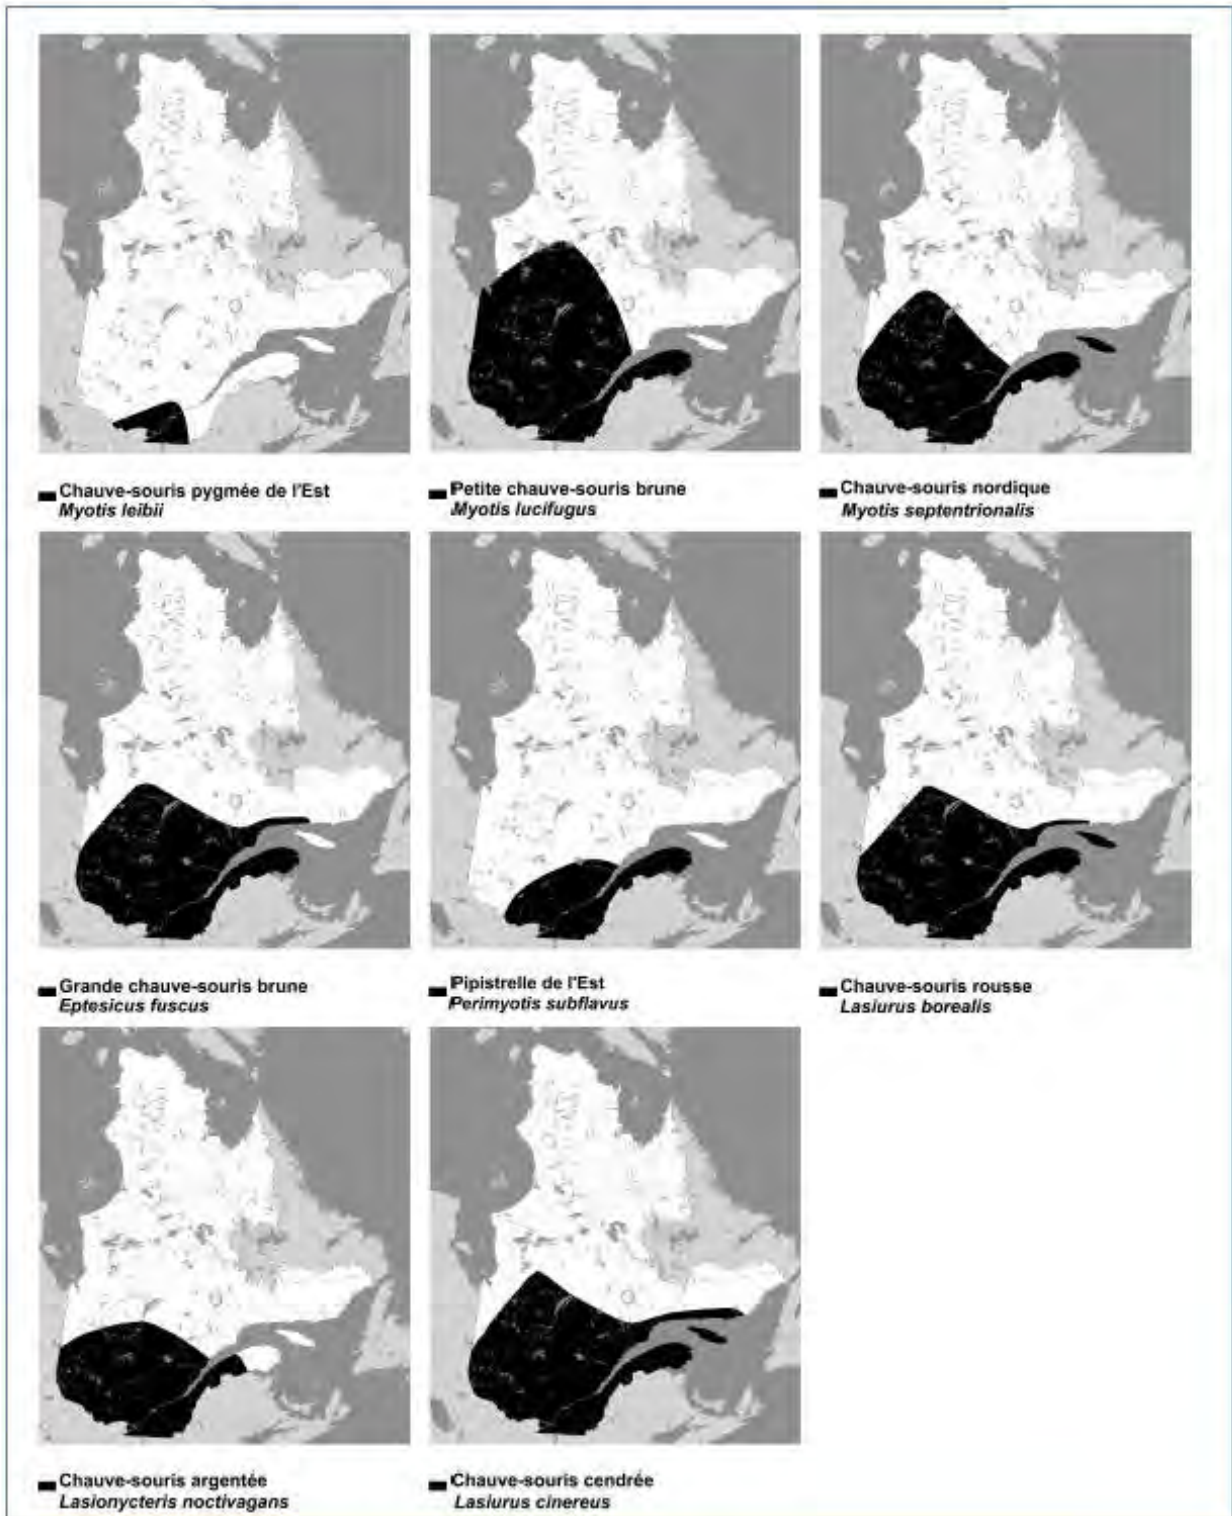 Chauve-souris pygmée de l'Est
Myotis leibii
Petite chauve-souris brune
Myotis lucifugus
Chauve-souris nordique
Myotis septentrionalis
Grande chauve-souris brune
Eptesicus fuscus
Pipistrelle de l'Est
Perimyotis subflavus
Chauve-souris rousse
Lasiurus borealis
Chauve-souris argentée
Lasionycteris noctivagans
Chauve-souris cendrée
Lasiurus cinereus